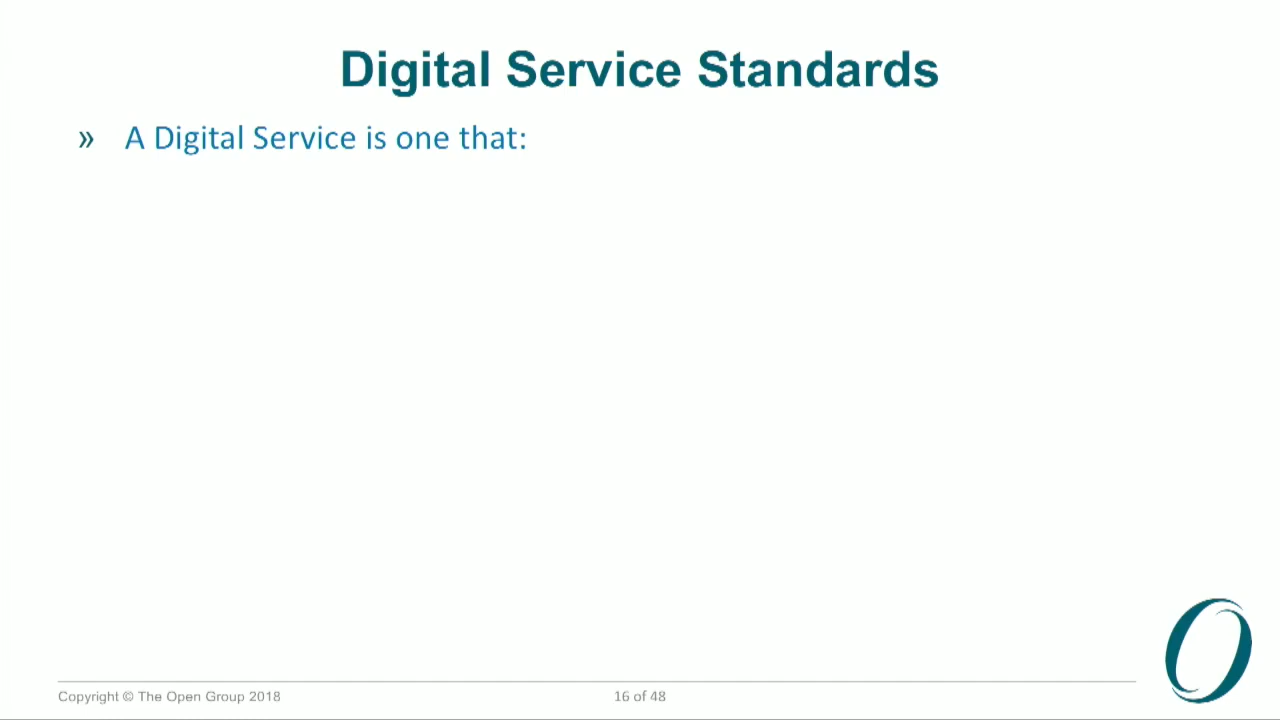 Digital Service Standards
» A Digital Service is one that:
Copyright © The Open Group 2018
16 of 48